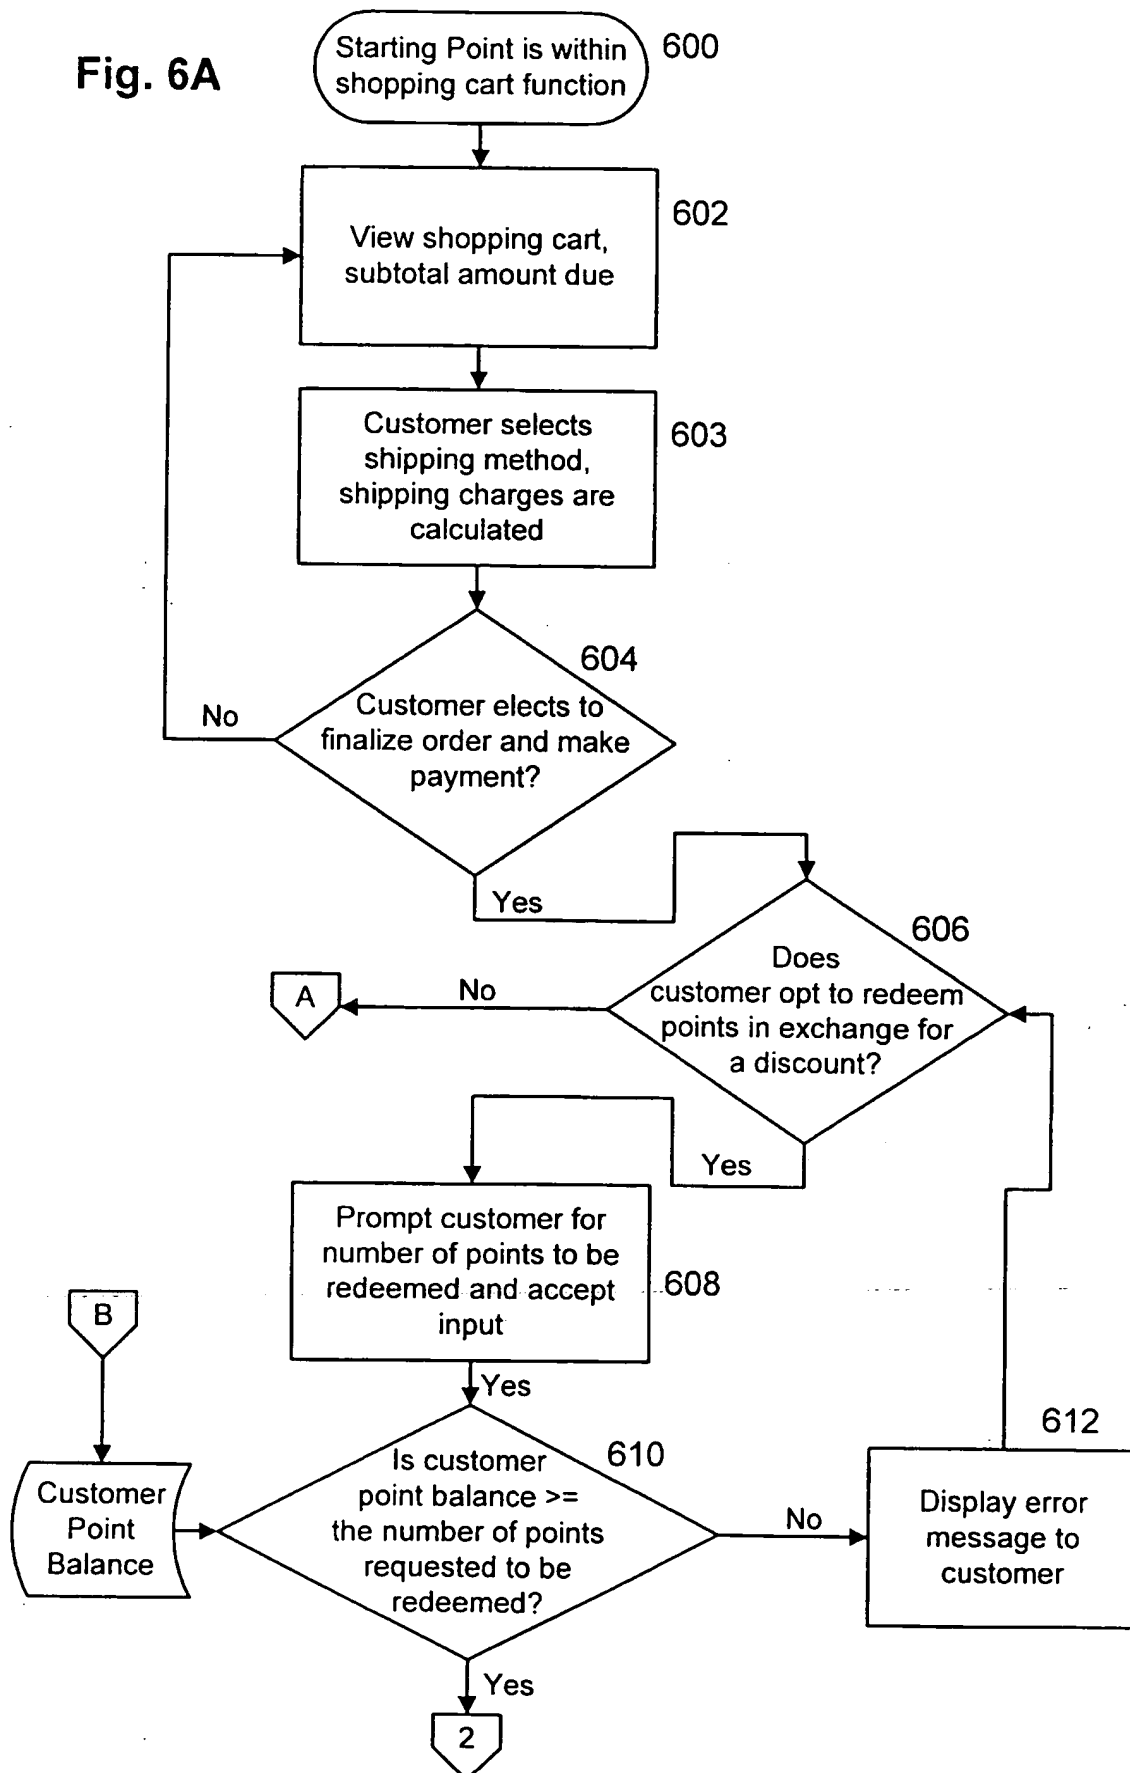 Fig. 6A
Starting Point is within
shopping cart function
600
View shopping cart,
subtotal amount due
602
Customer selects
shipping method,
shipping charges are
calculated
603
604
Customer elects to
finalize order and make
payment?
No
Yes
606
Does
customer opt to redeem
points in exchange for
a discount?
No
A
Yes
Prompt customer for
number of points to be
redeemed and accept
input
608
B
Yes
Customer
Point
Balance
610
Is customer
point balance >=
the number of points
requested to be
redeemed?
No
612
Display error
message to
customer
Yes
2